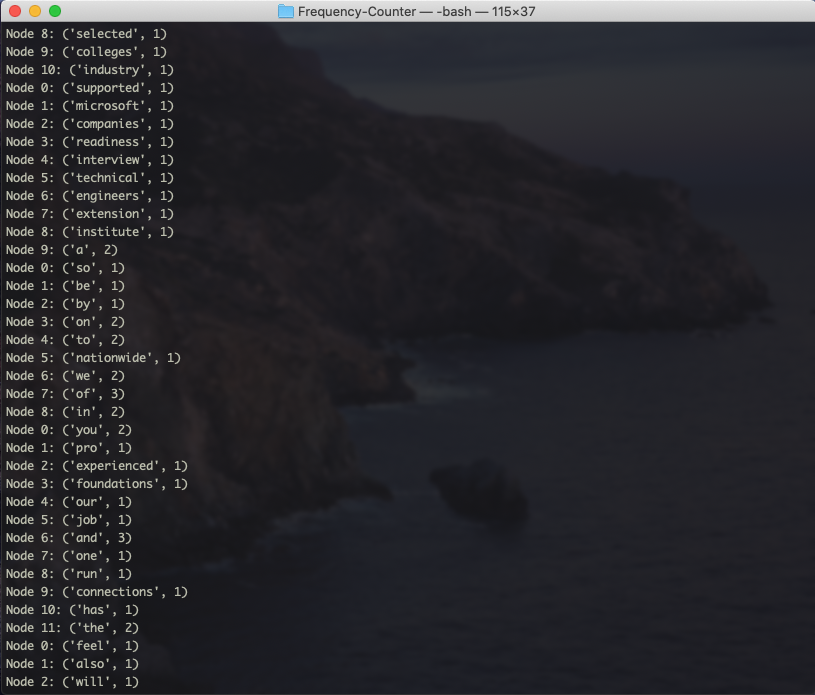 Frequency-Counter — -bash — 115×37
Node 8: ('selected', 1)
Node 9: ('colleges', 1)
Node 10: ('industry', 1)
Node 0: ('supported', 1)
Node 1: ('microsoft', 1)
Node 2: ('companies', 1)
Node 3: ('readiness', 1)
Node 4: ('interview', 1)
Node 5: ('technical', 1)
Node 6: ('engineers', 1)
Node 7: ('extension', 1)
Node 8: ('institute', 1)
Node 9: ('a', 2)
Node 0: ('so', 1)
Node 1: ('be', 1)
Node 2: ('by', 1)
Node 3: ('on', 2)
Node 4: ('to', 2)
Node 5: ('nationwide', 1)
Node 6: ('we', 2)
Node 7: ('of', 3)
Node 8: ('in', 2)
Node 0: ('you', 2)
Node 1: ('pro', 1)
Node 2: ('experienced', 1)
Node 3: ('foundations', 1)
Node 4: ('our', 1)
Node 5: ('job', 1)
Node 6: ('and', 3)
Node 7: ('one', 1)
Node 8: ('run', 1)
Node 9: ('connections', 1)
Node 10: ('has', 1)
Node 11: ('the', 2)
Node 0: ('feel', 1)
Node 1: ('also', 1)
Node 2: ('will', 1)